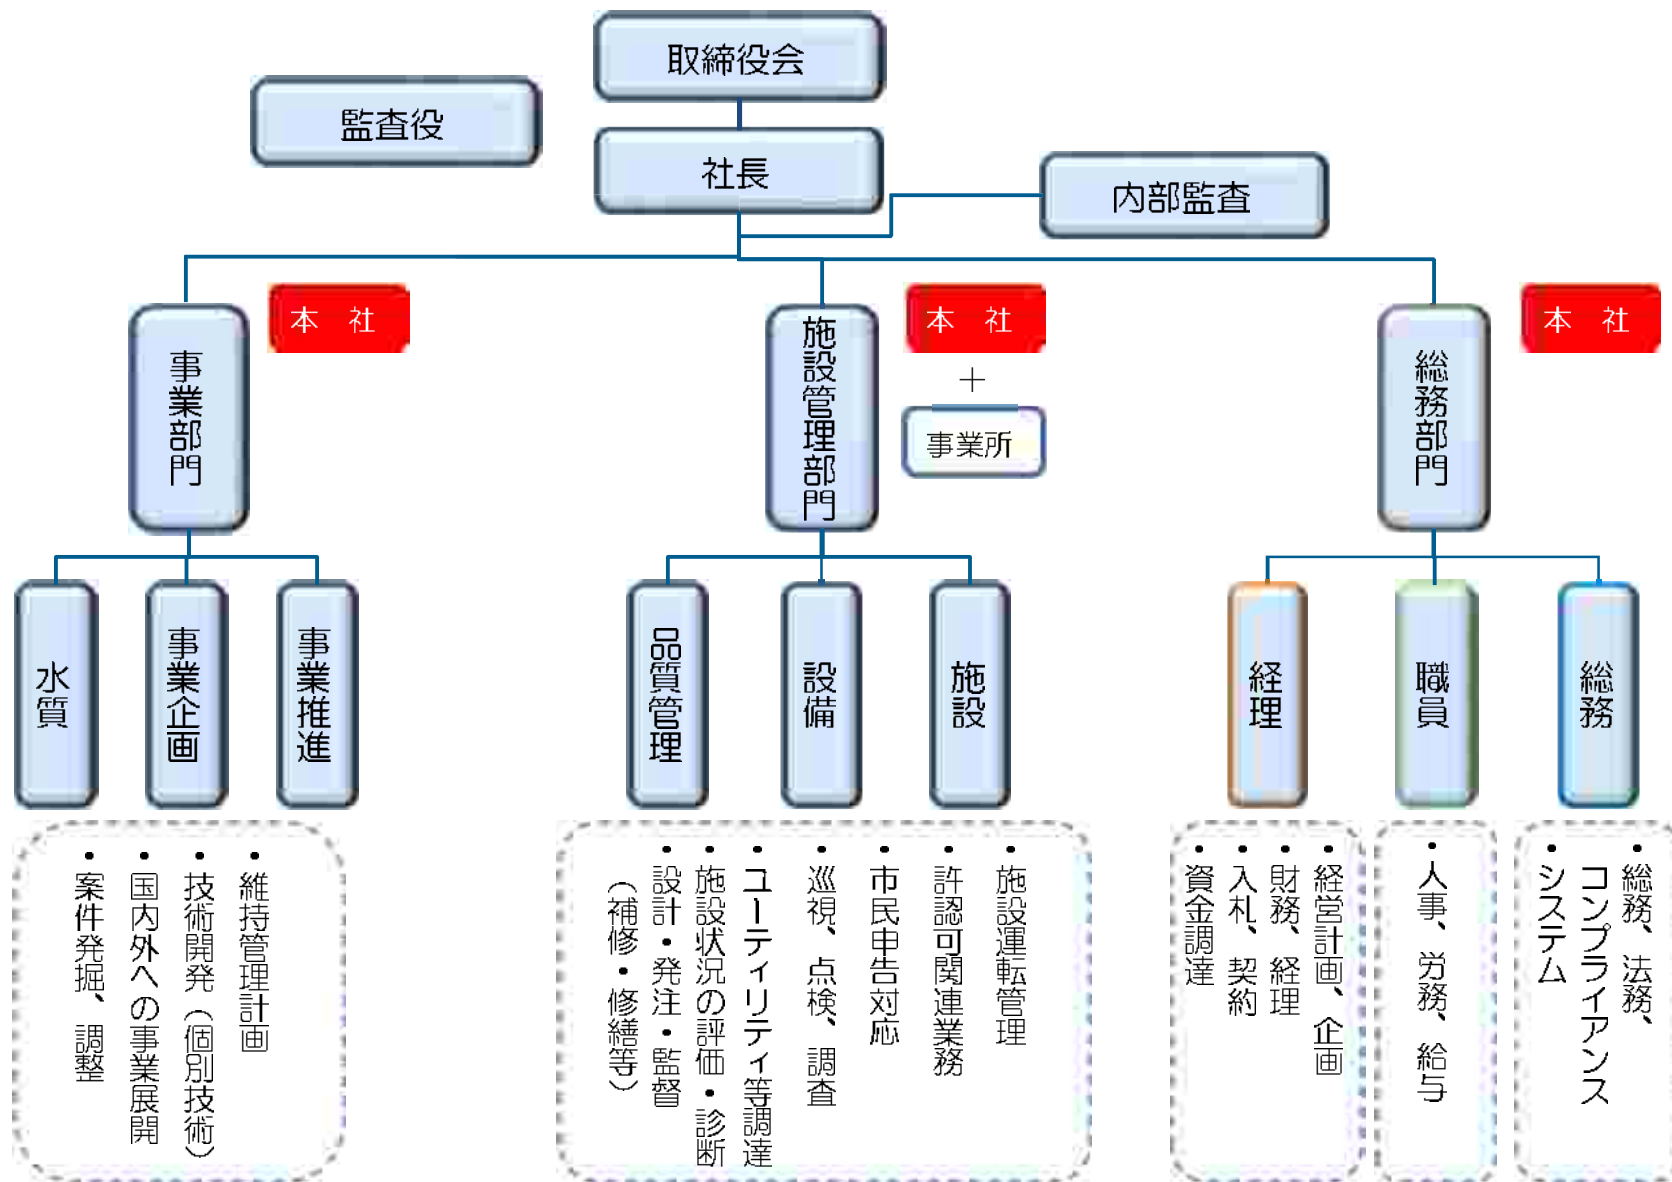 取締役会
監査役
社長
内部監査
本　社
本　社
本　社
＋
事業所
事業部門
施設管理部門
総務部門
水質
事業企画
事業推進
品質管理
設備
施設
経理
職員
総務
・維持管理計画
・技術開発（個別技術）
・国内外への事業展開
・案件発掘、調整
・施設運転管理
・許認可関連業務
・市民申告対応
・巡視、点検、調査
・ユーティリティ等調達
・施設状況の評価・診断
・設計・発注・監督
（補修・修繕等）
・経営計画、企画
・財務、経理
・入札、契約
・資金調達
・人事、労務、給与
・総務、法務、
コンプライアンス
・システム